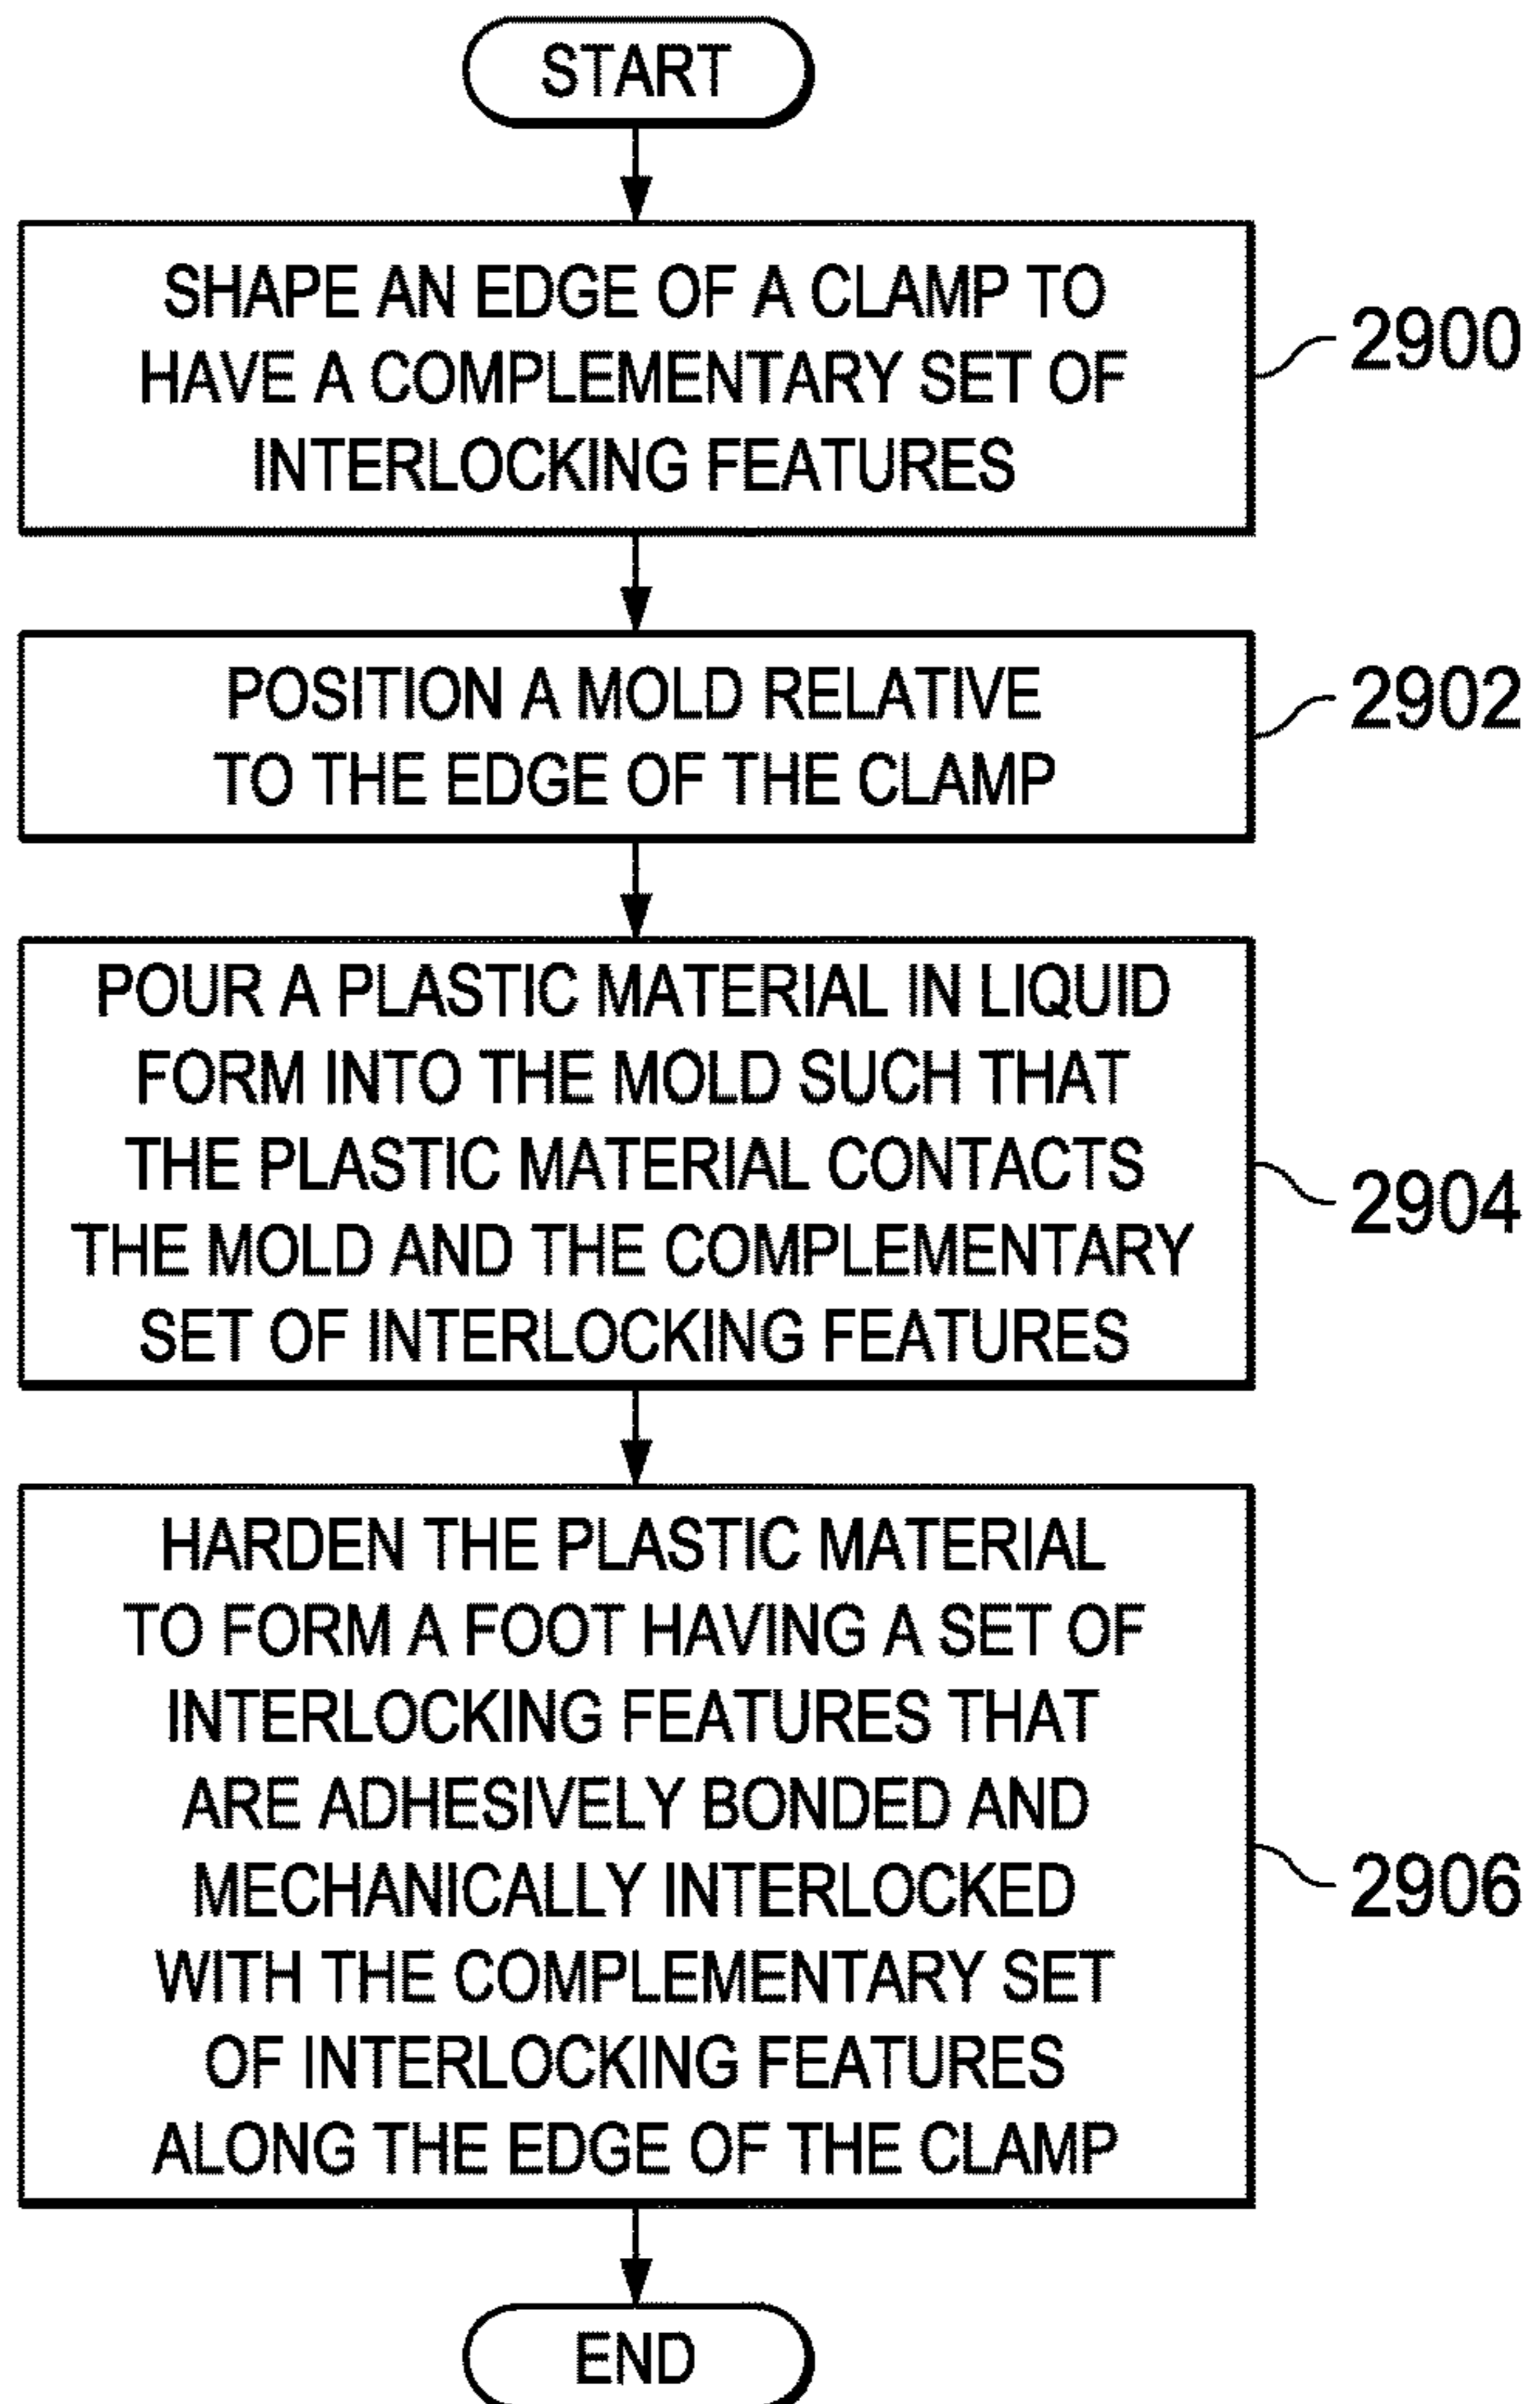 START
SHAPE AN EDGE OF A CLAMP TO
HAVE A COMPLEMENTARY SET OF
INTERLOCKING FEATURES
2900
POSITION A MOLD RELATIVE
TO THE EDGE OF THE CLAMP
2902
POUR A PLASTIC MATERIAL IN LIQUID
FORM INTO THE MOLD SUCH THAT
THE PLASTIC MATERIAL CONTACTS
THE MOLD AND THE COMPLEMENTARY
SET OF INTERLOCKING FEATURES
2904
HARDEN THE PLASTIC MATERIAL
TO FORM A FOOT HAVING A SET OF
INTERLOCKING FEATURES THAT
ARE ADHESIVELY BONDED AND
MECHANICALLY INTERLOCKED
WITH THE COMPLEMENTARY SET
OF INTERLOCKING FEATURES
ALONG THE EDGE OF THE CLAMP
2906
END